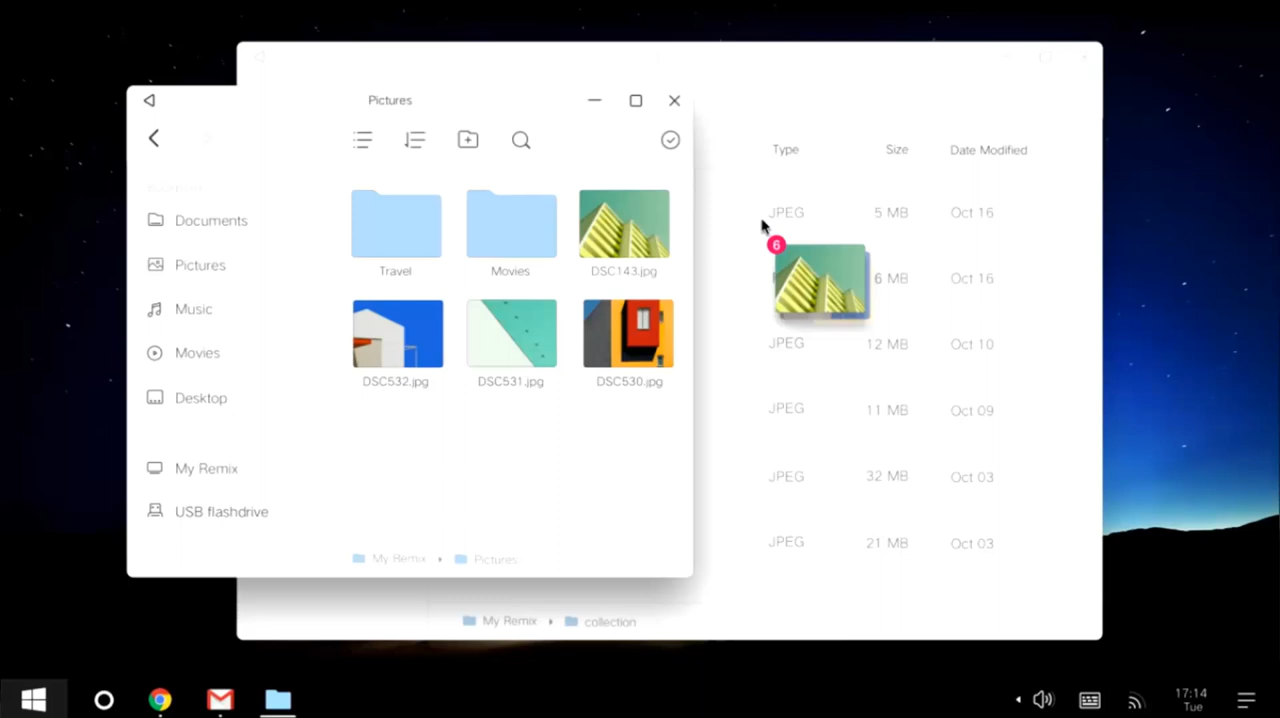 Pictures
Documents
Pictures
Music
Movies
Desktop
My Remix
USB flashdrive
Travel
Movies
DSC143.jpg
DSC532.jpg
DSC531.jpg
DSC530.jpg
My Remix
Pictures
Type Size Date Modified
JPEG 5 MB Oct 16
6
6 MB Oct 16
JPEG 12 MB Oct 10
JPEG 11 MB Oct 09
JPEG 32 MB Oct 03
JPEG 21 MB Oct 03
My Remix
collection
17:14
Tue